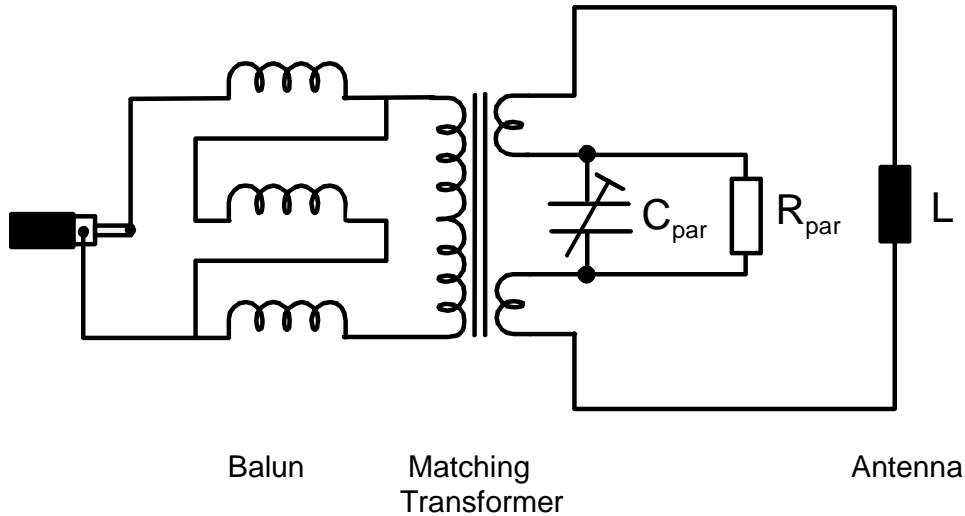 C_par
R_par
L
Balun
Matching
Transformer
Antenna